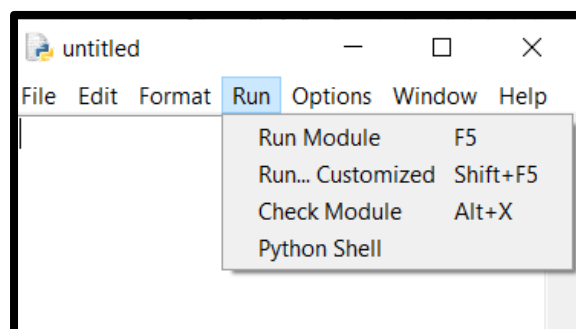 untitled
File Edit Format Run Options Window Help
Run Module F5
Run... Customized Shift+F5
Check Module Alt+X
Python Shell